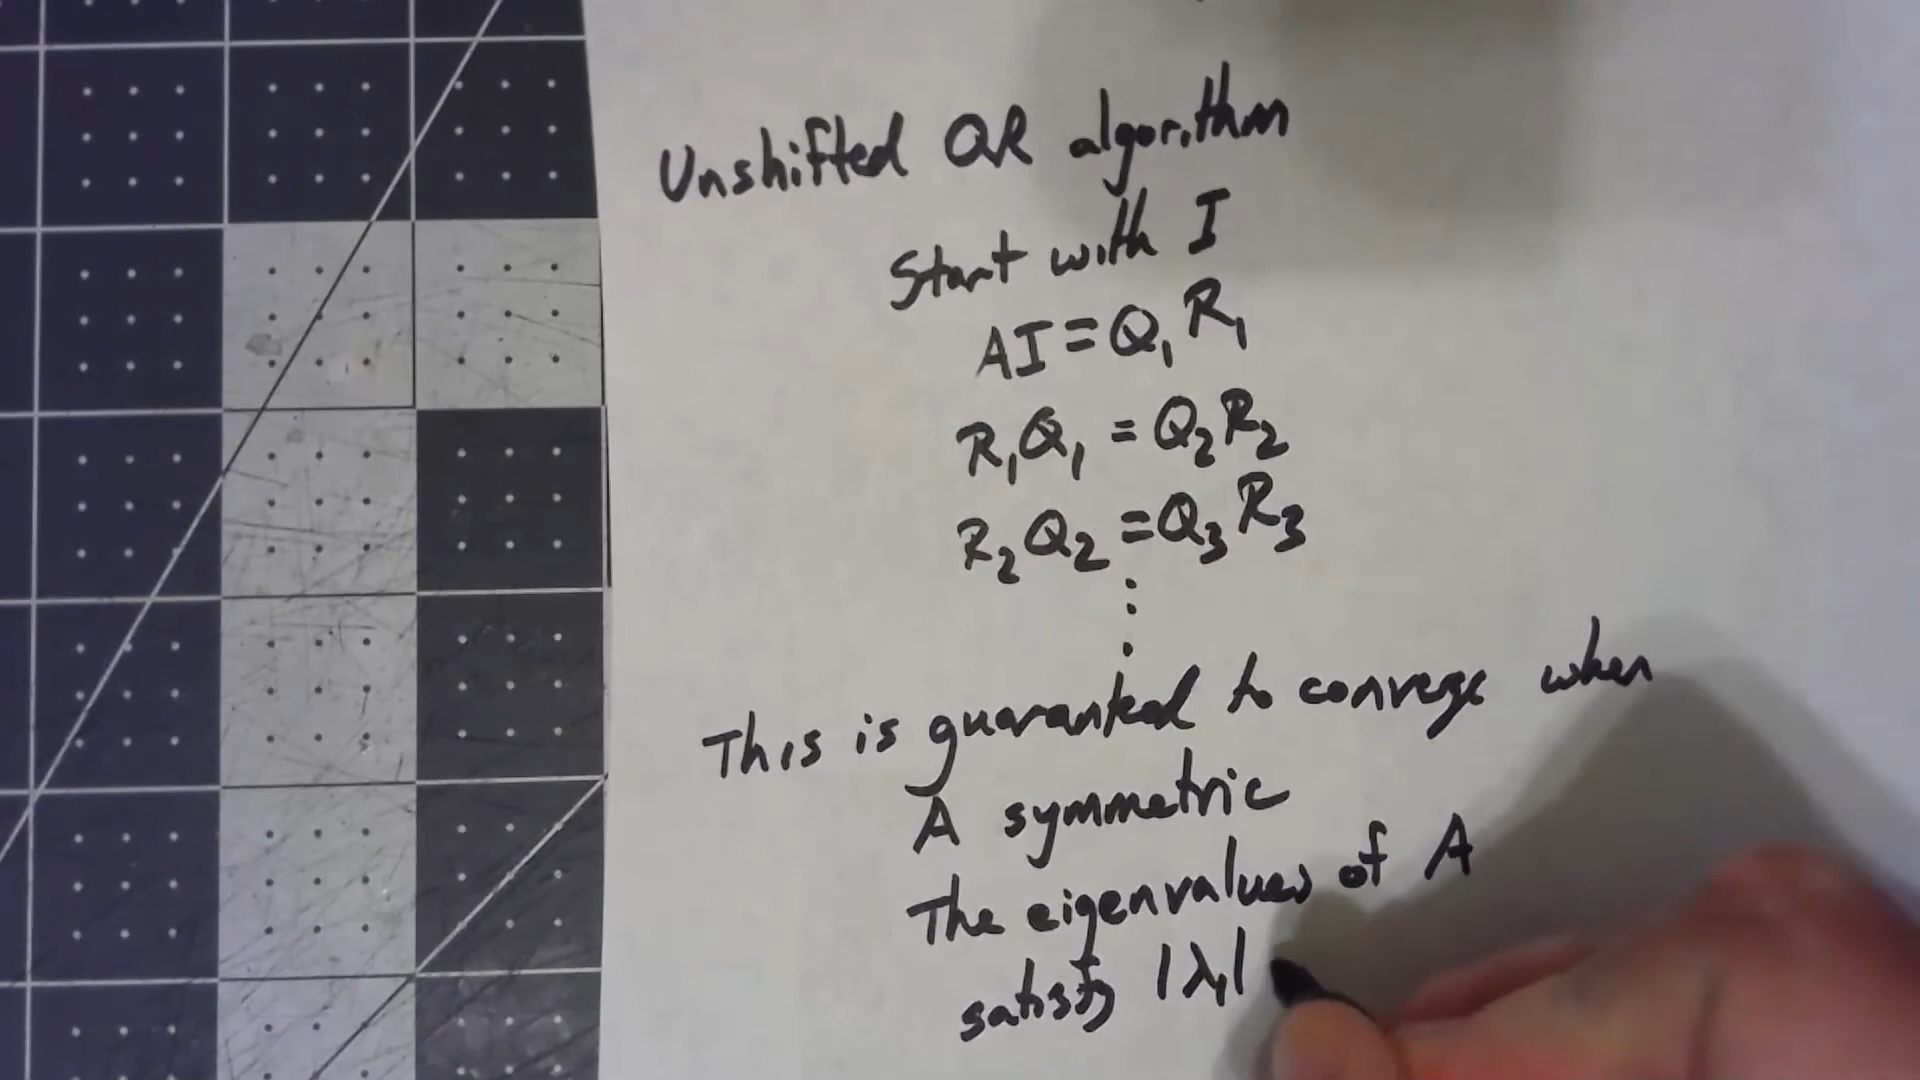 Unshifted QR algorithm
Start with I
AI = Q₁R₁
R₁Q₁ = Q₂R₂
R₂Q₂ = Q₃R₃
⋮
This is guaranteed to converge when
A symmetric
The eigenvalues of A
satisfy |λ₁|